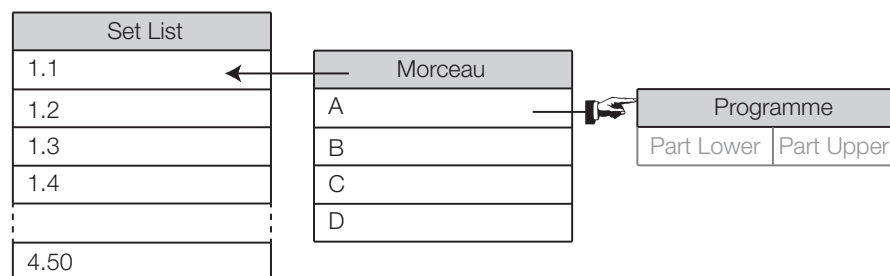 Set List
1.1
1.2
1.3
1.4
4.50
Morceau
A
B
C
D
Programme
Part Lower
Part Upper